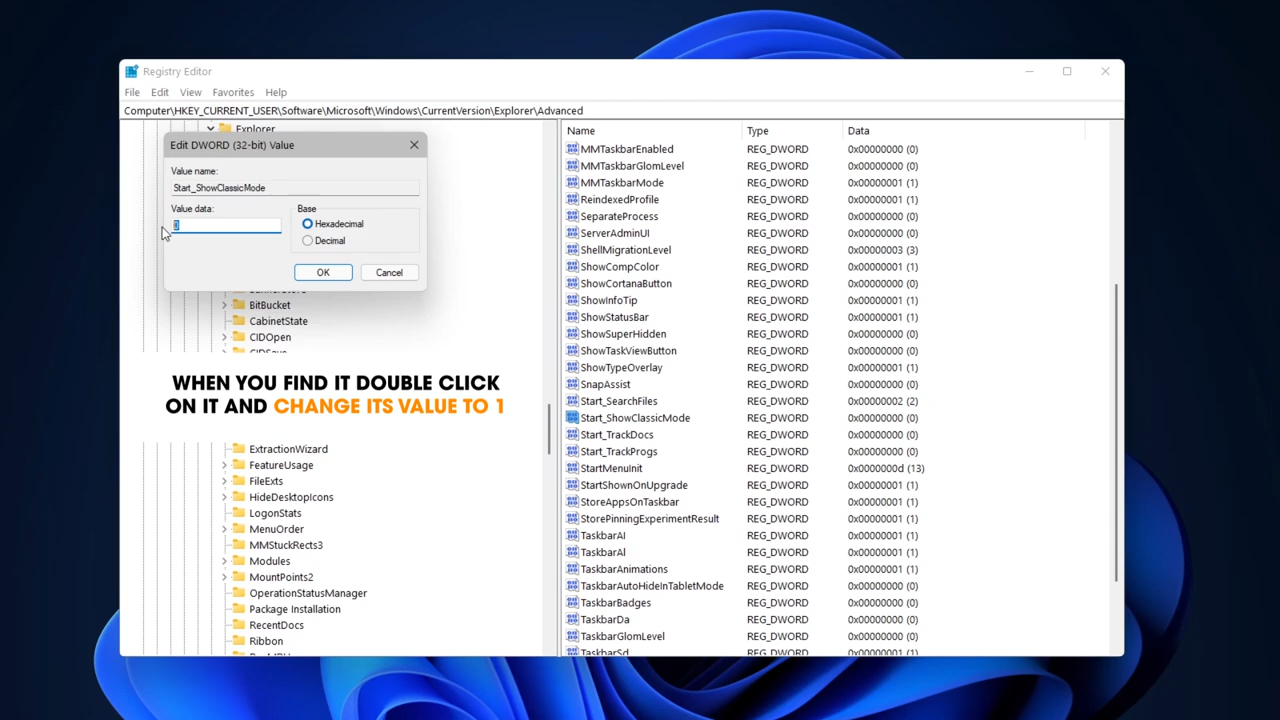 Registry Editor
File Edit View Favorites Help
Computer\HKEY_CURRENT_USER\Software\Microsoft\Windows\CurrentVersion\Explorer\Advanced
Explorer
Edit DWORD (32-bit) Value
Value name:
Start_ShowClassicMode
Value data:
0
Base
Hexadecimal
Decimal
OK
Cancel
BitBucket
CabinetState
CIDOpen
CIDSave
WHEN YOU FIND IT DOUBLE CLICK
ON IT AND CHANGE ITS VALUE TO 1
ExtractionWizard
FeatureUsage
FileExts
HideDesktopIcons
LogonStats
MenuOrder
MMStuckRects3
Modules
MountPoints2
OperationStatusManager
Package Installation
RecentDocs
Ribbon
Name Type Data
MMTaskbarEnabled REG_DWORD 0x00000000 (0)
MMTaskbarGlomLevel REG_DWORD 0x00000000 (0)
MMTaskbarMode REG_DWORD 0x00000001 (1)
ReindexedProfile REG_DWORD 0x00000001 (1)
SeparateProcess REG_DWORD 0x00000000 (0)
ServerAdminUI REG_DWORD 0x00000000 (0)
ShellMigrationLevel REG_DWORD 0x00000003 (3)
ShowCompColor REG_DWORD 0x00000001 (1)
ShowCortanaButton REG_DWORD 0x00000000 (0)
ShowInfoTip REG_DWORD 0x00000001 (1)
ShowStatusBar REG_DWORD 0x00000001 (1)
ShowSuperHidden REG_DWORD 0x00000000 (0)
ShowTaskViewButton REG_DWORD 0x00000000 (0)
ShowTypeOverlay REG_DWORD 0x00000001 (1)
SnapAssist REG_DWORD 0x00000000 (0)
Start_SearchFiles REG_DWORD 0x00000002 (2)
Start_ShowClassicMode REG_DWORD 0x00000000 (0)
Start_TrackDocs REG_DWORD 0x00000000 (0)
Start_TrackProgs REG_DWORD 0x00000000 (0)
StartMenuInit REG_DWORD 0x0000000d (13)
StartShownOnUpgrade REG_DWORD 0x00000001 (1)
StoreAppsOnTaskbar REG_DWORD 0x00000001 (1)
StorePinningExperimentResult REG_DWORD 0x00000001 (1)
TaskbarAI REG_DWORD 0x00000001 (1)
TaskbarAl REG_DWORD 0x00000001 (1)
TaskbarAnimations REG_DWORD 0x00000001 (1)
TaskbarAutoHideInTabletMode REG_DWORD 0x00000000 (0)
TaskbarBadges REG_DWORD 0x00000000 (0)
TaskbarDa REG_DWORD 0x00000000 (0)
TaskbarGlomLevel REG_DWORD 0x00000000 (0)
TaskbarSd REG_DWORD 0x00000001 (1)